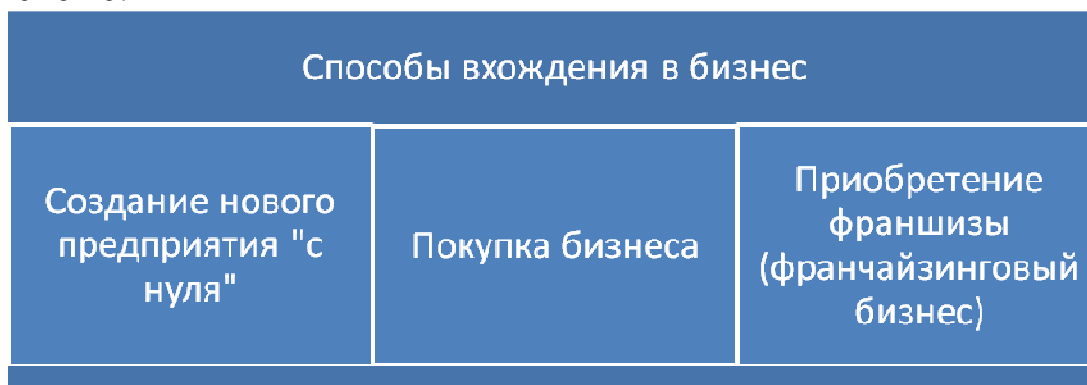 Способы вхождения в бизнес
Создание нового
предприятия "с
нуля"
Покупка бизнеса
Приобретение
франшизы
(франчайзинговый
бизнес)